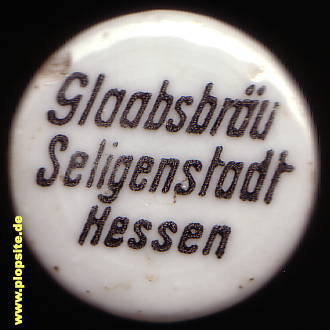 Glaabsbräu
Seligenstadt
Hessen
© www.plopsite.de